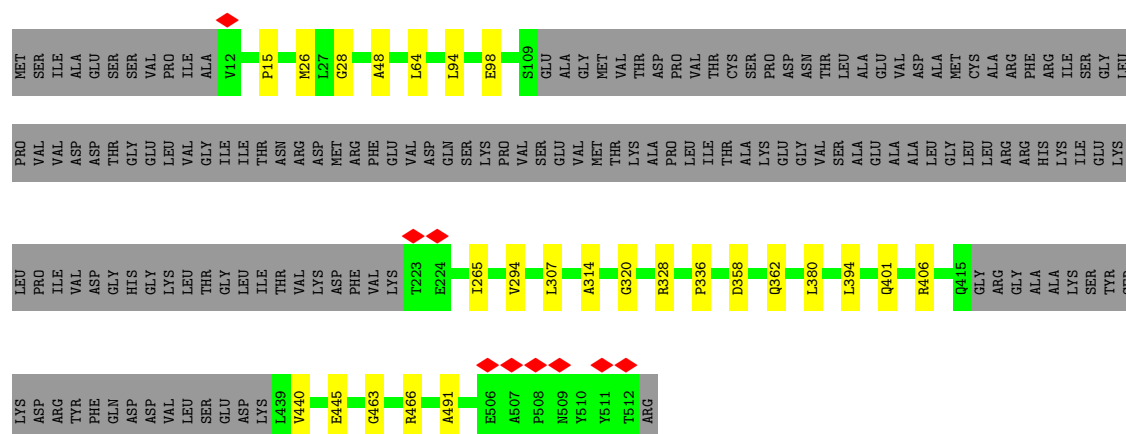 MET SER ILE ALA GLU SER SER VAL PRO ILE ALA V12 P15 M26 L27 G28 A48 L64 L94 E98 S109 GLU ALA GLY MET VAL THR ASP PRO VAL THR CYS SER PRO ASP ASN THR LEU ALA GLU VAL ASP ALA MET CYS ALA ARG PHE ARG ILE SER GLY LEU
PRO VAL VAL ASP ASP THR GLY GLU LEU VAL GLY ILE ILE THR ASN ARG ASP MET ARG PHE GLU VAL ASP GLN SER LYS PRO VAL SER GLU VAL MET THR LYS ALA PRO LEU ILE THR ALA LYS GLU GLY VAL SER ALA GLU ALA ALA LEU GLY LEU LEU ARG ARG HIS LYS ILE GLU LYS
LEU PRO ILE VAL ASP GLY HIS GLY LYS LEU THR GLY LEU ILE THR VAL LYS ASP PHE VAL LYS T223 E224 I265 V294 L307 A314 G320 R328 P336 D358 Q362 L380 L394 Q401 R406 Q415 GLY ARG GLY ALA ALA LYS SER TYR
LYS ASP ARG TYR PHE GLN ASP ASP VAL LEU SER GLU ASP LYS L439 V440 E445 G463 R466 A491 E506 A507 P508 N509 Y510 Y511 T512 ARG